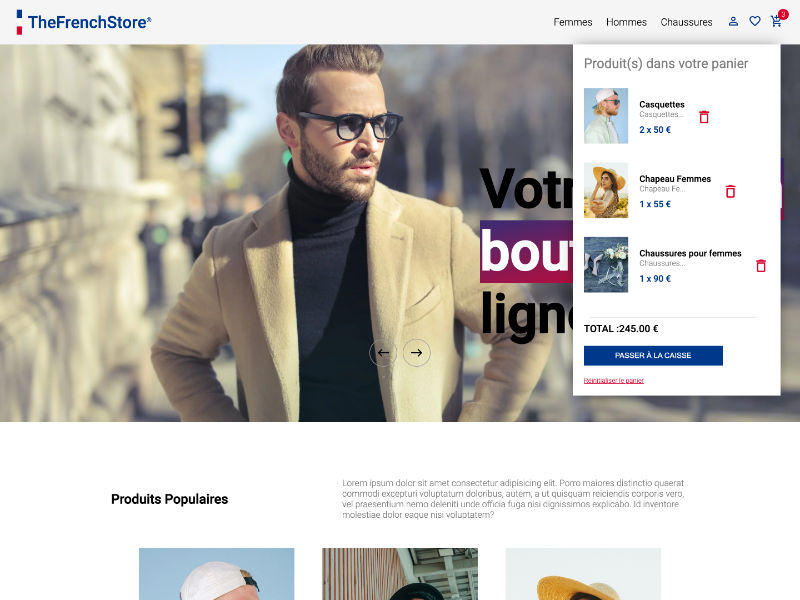 TheFrenchStore®
Femmes Hommes Chaussures 3
Produit(s) dans votre panier
Casquettes
Casquettes...
2 x 50 €
Chapeau Femmes
Chapeau Fe...
1 x 55 €
Chaussures pour femmes
Chaussures...
1 x 90 €
TOTAL :245.00 €
PASSER À LA CAISSE
Réinitialiser le panier
Votr
bout
ligne
Produits Populaires
Lorem ipsum dolor sit amet consectetur adipisicing elit. Porro maiores distinctio quaerat
commodi excepturi voluptatum doloribus, autem, a ut quisquam reiciendis corporis vero,
vel praesentium nemo deleniti unde officia fuga nisi dignissimos explicabo. Id inventore
molestiae dolor eaque nisi voluptatem?